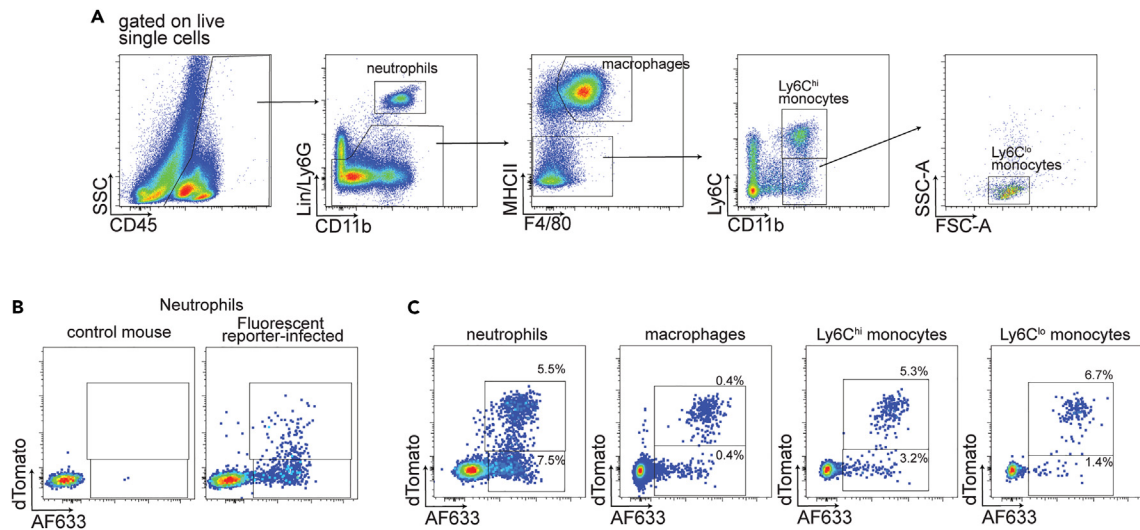 A
gated on live
single cells
neutrophils
macrophages
Ly6Chi
monocytes
Ly6Clo
monocytes
SSC
CD45
Lin/Ly6G
CD11b
MHCII
F4/80
Ly6C
CD11b
SSC-A
FSC-A
B
Neutrophils
control mouse
Fluorescent
reporter-infected
dTomato
AF633
dTomato
AF633
C
neutrophils
macrophages
Ly6Chi monocytes
Ly6Clo monocytes
5.5%
7.5%
0.4%
0.4%
5.3%
3.2%
6.7%
1.4%
dTomato
AF633
dTomato
AF633
dTomato
AF633
dTomato
AF633